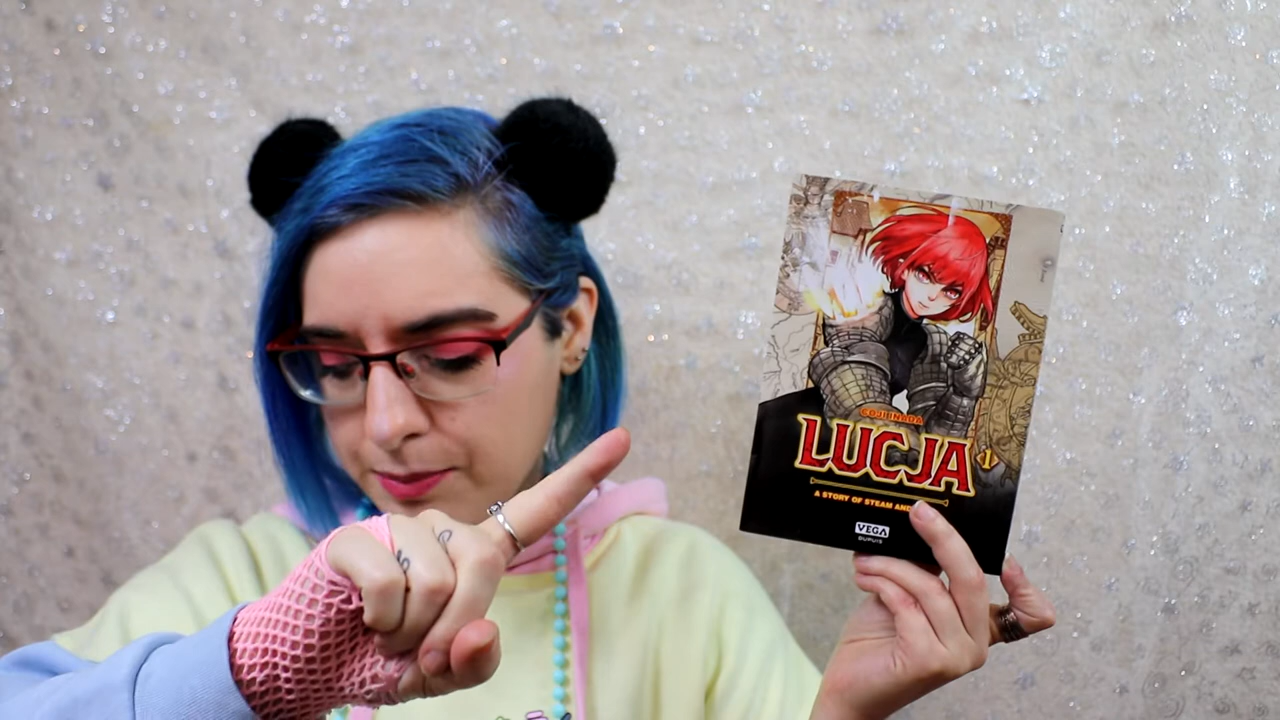 COJI INADA
LUCJA
1
A STORY OF STEAM AND
VEGA
DUPUIS